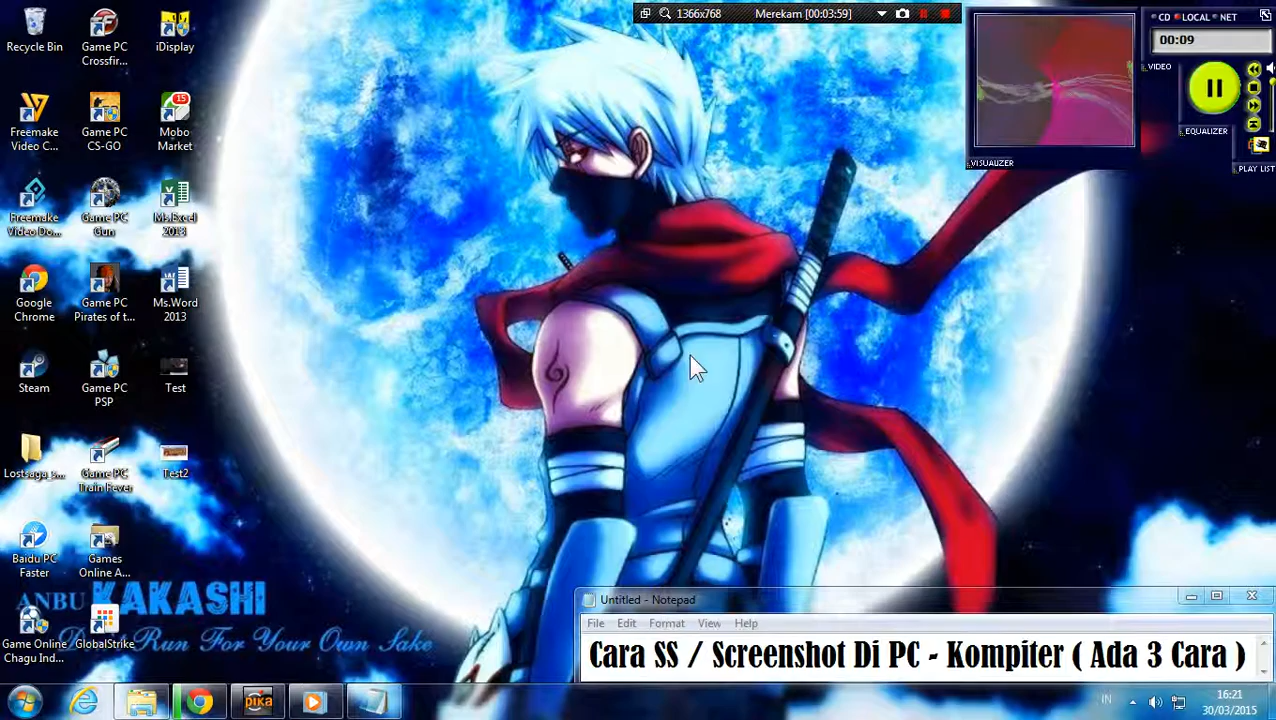 1366x768 Merekam [00:03:59]
CD LOCAL NET
00:09
VIDEO
EQUALIZER
VISUALIZER
PLAY LIST
Recycle Bin
Game PC Crossfir...
iDisplay
Freemake Video C...
Game PC CS-GO
15
Mobo Market
Freemake Video Do...
Game PC Gun
Ms.Excel 2013
Google Chrome
Game PC Pirates of t...
Ms.Word 2013
Steam
Game PC PSP
Test
Lostsaga_s...
Game PC Train Fever
Test2
Baidu PC Faster
Games Online A...
ANBU KAKASHI
Run For Your Own Sake
Game Online Chagu Ind...
GlobalStrike
Untitled - Notepad
File Edit Format View Help
Cara SS / Screenshot Di PC - Kompiter ( Ada 3 Cara )
pika
IN
16:21
30/03/2015